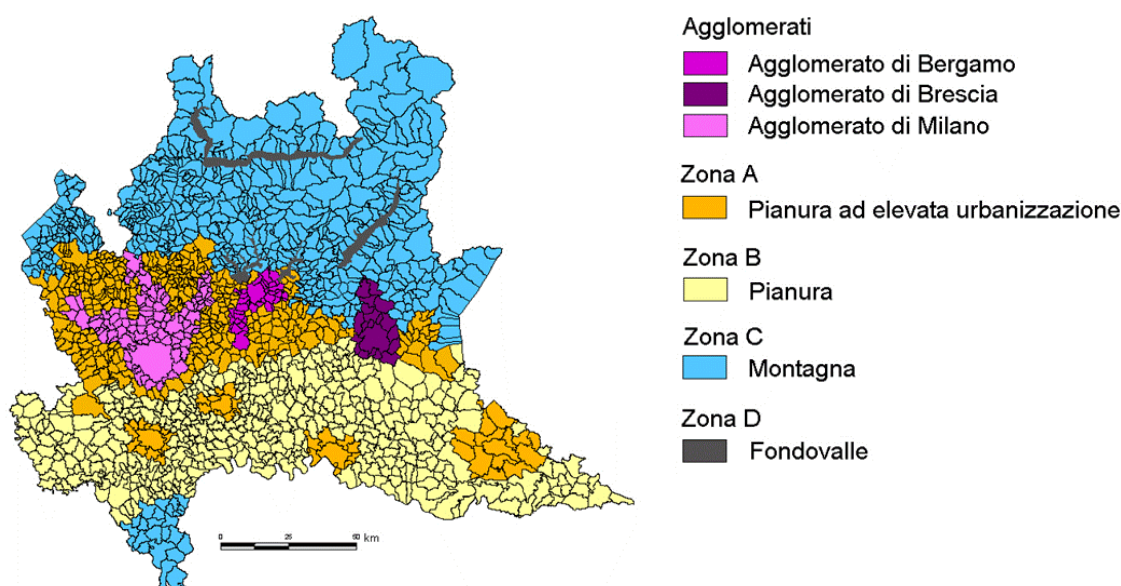 Agglomerati
Agglomerato di Bergamo
Agglomerato di Brescia
Agglomerato di Milano
Zona A
Pianura ad elevata urbanizzazione
Zona B
Pianura
Zona C
Montagna
Zona D
Fondovalle
0 25 50 km